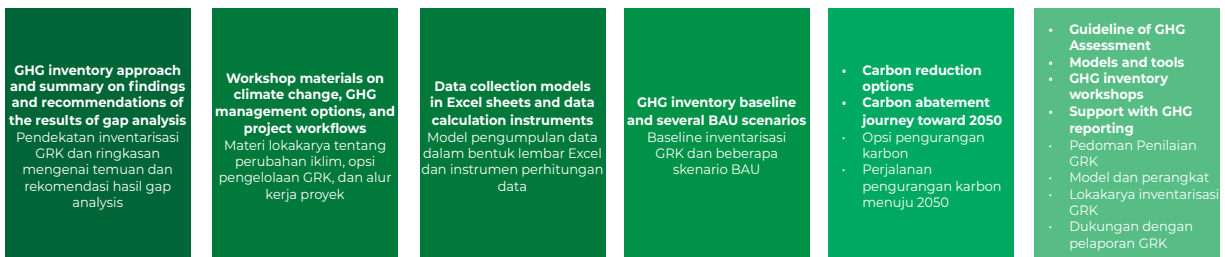 GHG inventory approach
and summary on findings
and recommendations of
the results of gap analysis
Pendekatan inventarisasi
GRK dan ringkasan
mengenai temuan dan
rekomendasi hasil gap
analysis
Workshop materials on
climate change, GHG
management options, and
project workflows
Materi lokakarya tentang
perubahan iklim, opsi
pengelolaan GRK, dan alur
kerja proyek
Data collection models
in Excel sheets and data
calculation instruments
Model pengumpulan data
dalam bentuk lembar Excel
dan instrumen perhitungan
data
GHG inventory baseline
and several BAU scenarios
Baseline inventarisasi
GRK dan beberapa
skenario BAU
• Carbon reduction
options
• Carbon abatement
journey toward 2050
• Opsi pengurangan
karbon
• Perjalanan
pengurangan karbon
menuju 2050
• Guideline of GHG
Assessment
• Models and tools
• GHG inventory
workshops
• Support with GHG
reporting
• Pedoman Penilaian
GRK
• Model dan perangkat
• Lokakarya inventarisasi
GRK
• Dukungan dengan
pelaporan GRK